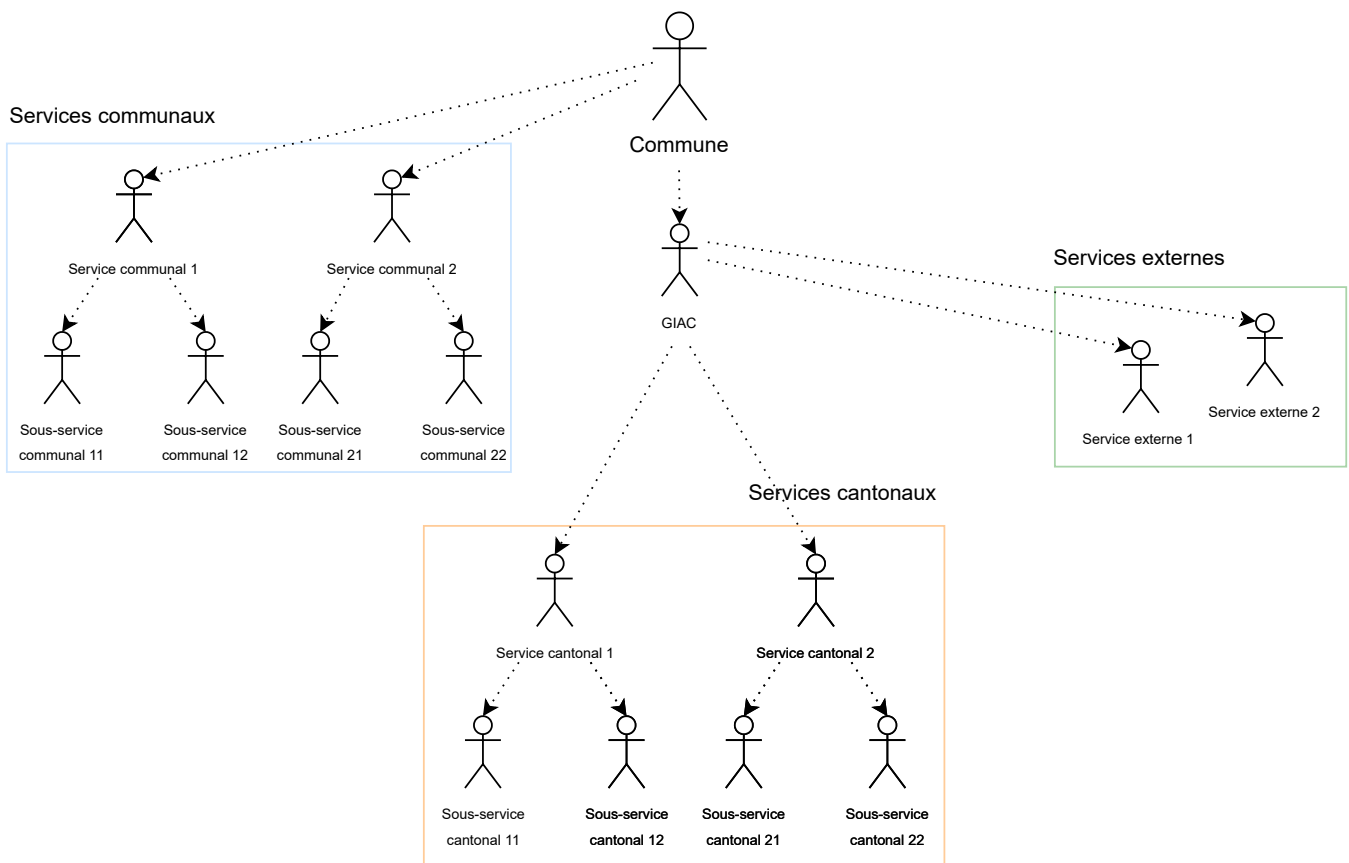 Commune
Services communaux
Service communal 1
Service communal 2
Sous-service
communal 11
Sous-service
communal 12
Sous-service
communal 21
Sous-service
communal 22
GIAC
Services externes
Service externe 2
Service externe 1
Services cantonaux
Service cantonal 1
Service cantonal 2
Sous-service
cantonal 11
Sous-service
cantonal 12
Sous-service
cantonal 21
Sous-service
cantonal 22